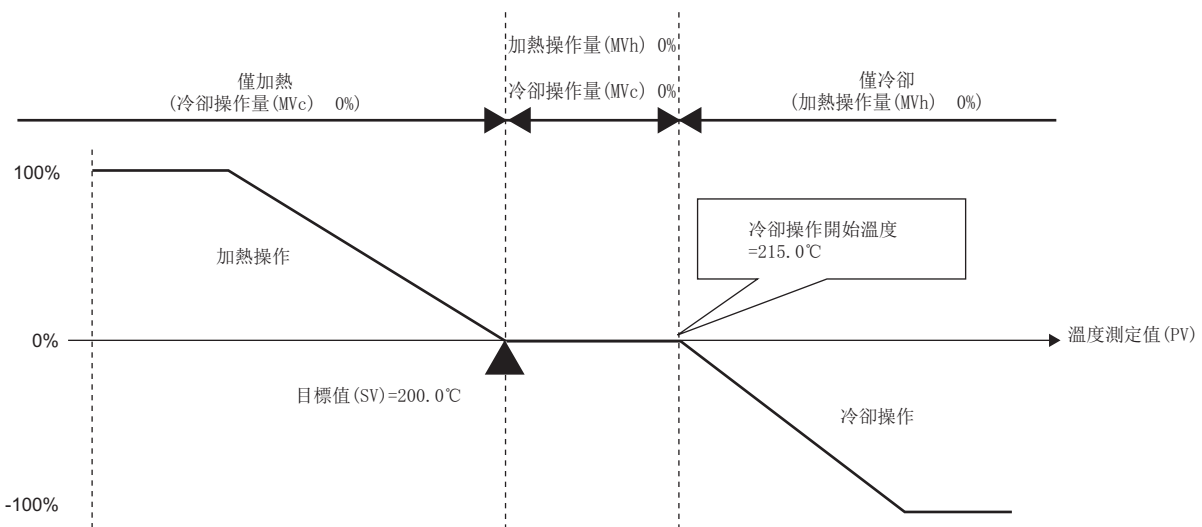 加熱操作量(MVh) 0%
冷卻操作量(MVc) 0%
僅加熱
(冷卻操作量(MVc) 0%)
僅冷卻
(加熱操作量(MVh) 0%)
100%
加熱操作
冷卻操作開始溫度
=215.0℃
0%
溫度測定值(PV)
目標值(SV)=200.0℃
冷卻操作
-100%